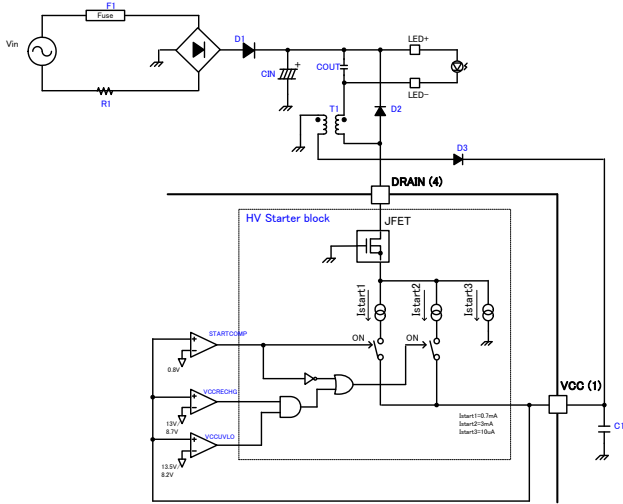 F1
Fuse
Vin
D1
LED+
CIN
+
COUT
LED-
R1
T1
D2
D3
DRAIN (4)
HV Starter block
JFET
Istart1
Istart2
Istart3
STARTCOMP
ON
ON
+
-
0.8V
VCCRECHG
+
-
13V/
8.7V
VCC (1)
VCCUVLO
+
-
13.5V/
8.2V
Istart1=0.7mA
Istart2=3mA
Istart3=10uA
C1